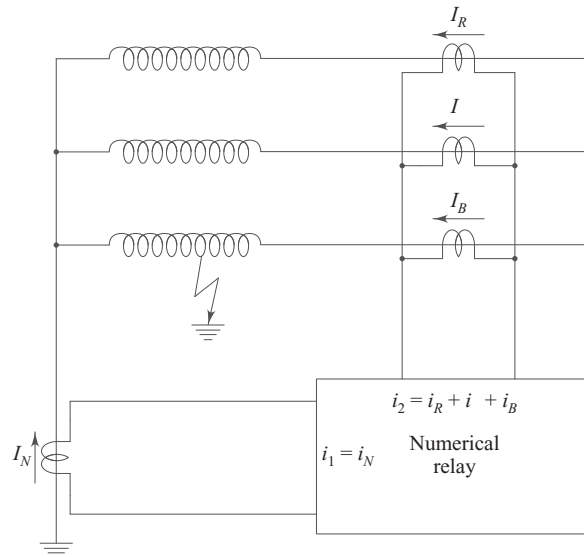 I_R
I
I_B
i_2 = i_R + i + i_B
I_N
i_1 = i_N
Numerical
relay